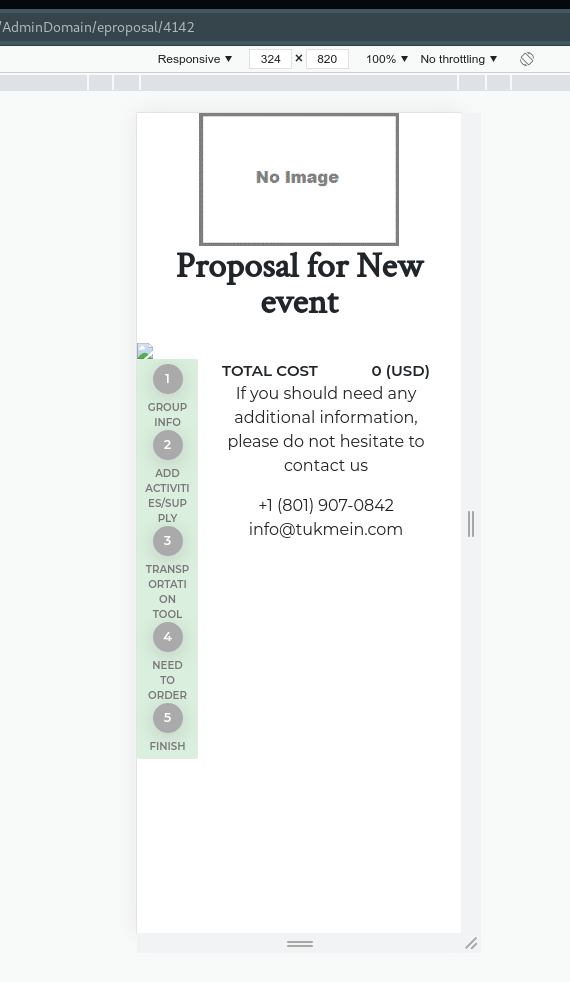 /AdminDomain/eproposal/4142
Responsive ▼ 324 × 820 100% ▼ No throttling ▼
No Image
Proposal for New
event
1
GROUP
INFO
2
ADD
ACTIVITI
ES/SUP
PLY
3
TRANSP
ORTATI
ON
TOOL
4
NEED
TO
ORDER
5
FINISH
TOTAL COST 0 (USD)
If you should need any
additional information,
please do not hesitate to
contact us
+1 (801) 907-0842
info@tukmein.com